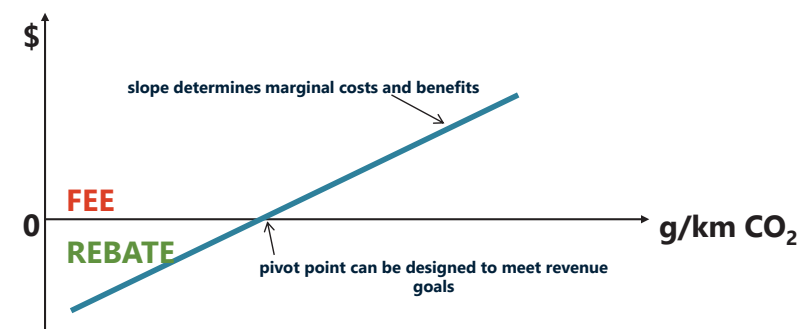 $
slope determines marginal costs and benefits
FEE
0
g/km CO₂
REBATE
pivot point can be designed to meet revenue
goals